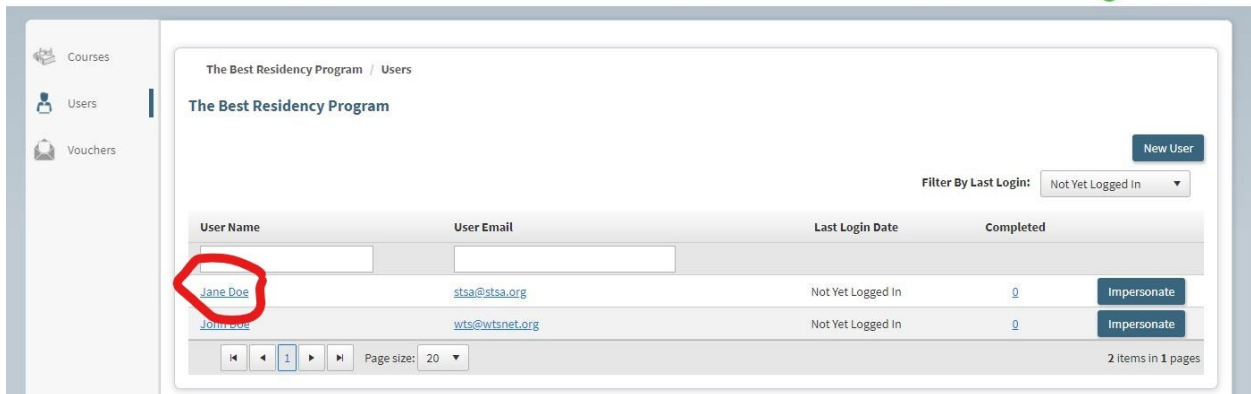 Courses
Users
Vouchers
The Best Residency Program / Users
The Best Residency Program
New User
Filter By Last Login: Not Yet Logged In
User Name User Email Last Login Date Completed
Jane Doe stsa@stsa.org Not Yet Logged In 0 Impersonate
John Doe wts@wtsnet.org Not Yet Logged In 0 Impersonate
1 Page size: 20 2 items in 1 pages